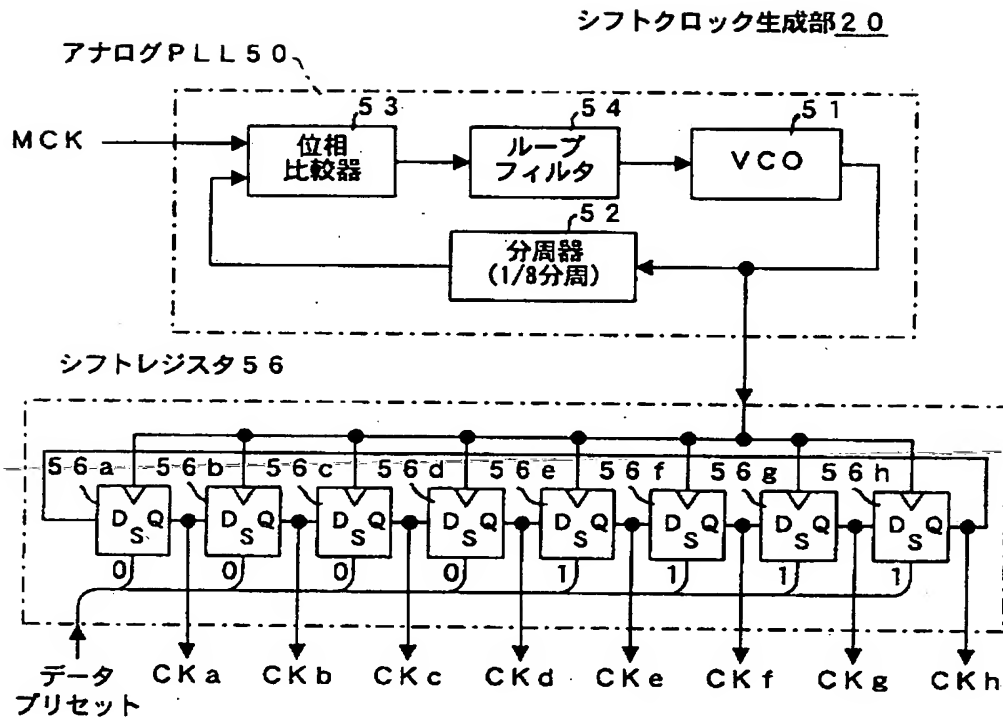 シフトクロック生成部20
アナログPLL50
MCK
53
位相
比較器
54
ループ
フィルタ
51
VCO
52
分周器
(1/8分周)
シフトレジスタ56
56a 56b 56c 56d 56e 56f 56g 56h
D S Q D S Q D S Q D S Q D S Q D S Q D S Q D S Q
0 0 0 0 1 1 1 1
データ
プリセット
CKa CKb CKc CKd CKe CKf CKg CKh